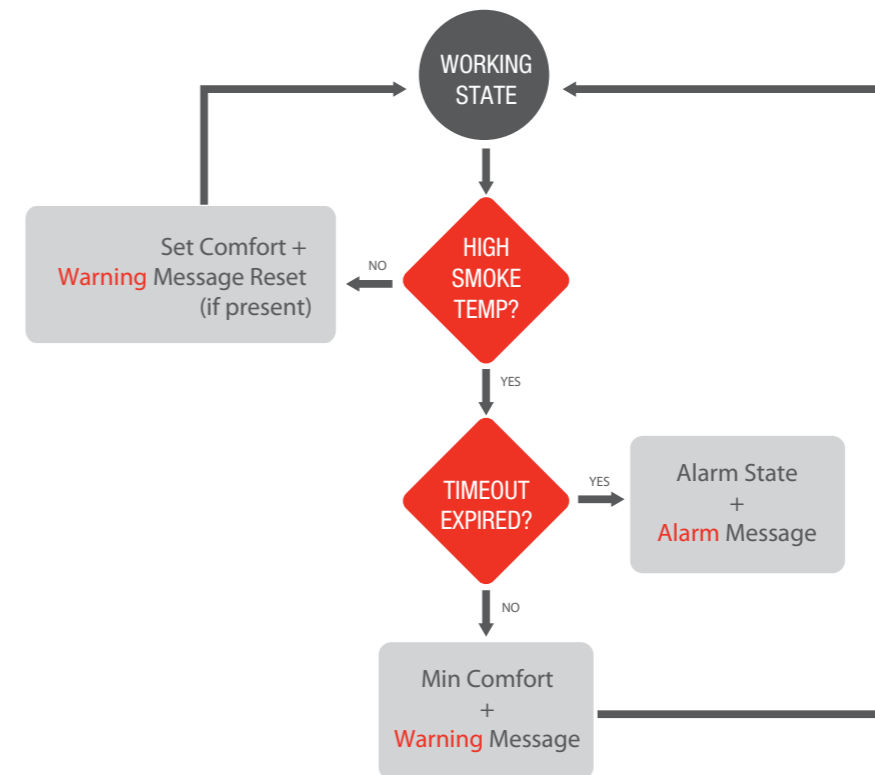 WORKING
STATE
Set Comfort +
Warning Message Reset
(if present)
NO
HIGH
SMOKE
TEMP?
YES
TIMEOUT
EXPIRED?
YES
Alarm State
+
Alarm Message
NO
Min Comfort
+
Warning Message